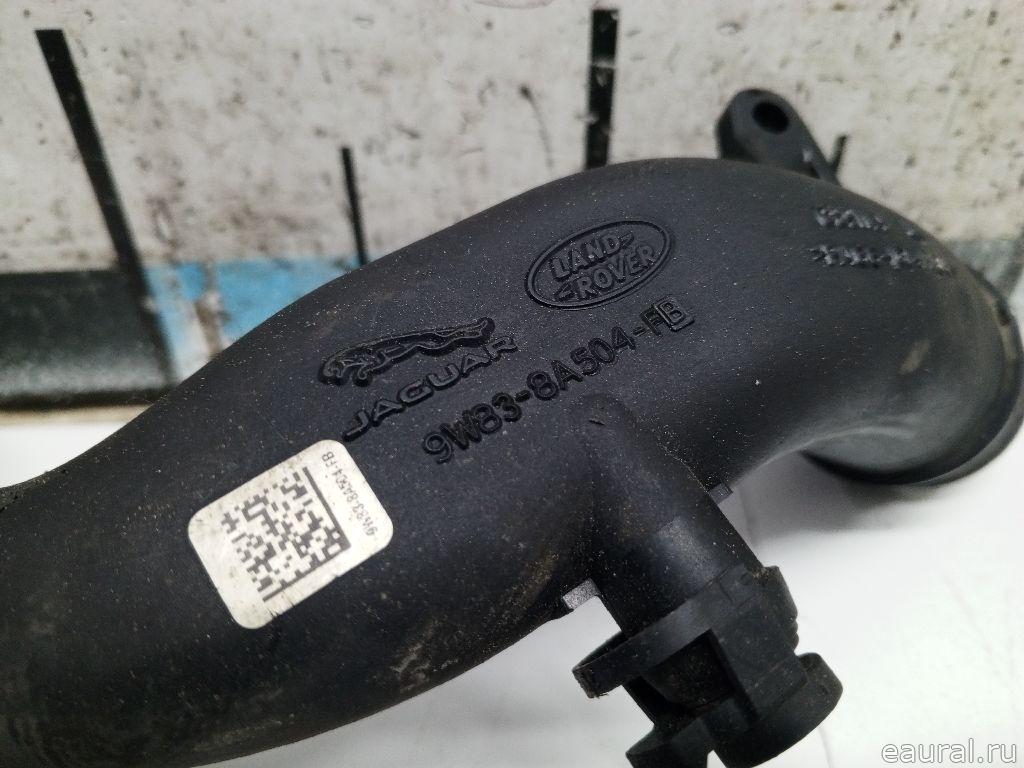 LAND
ROVER
JAGUAR
9W83-8A504-FB
9W83-8A504-FB
eaural.ru